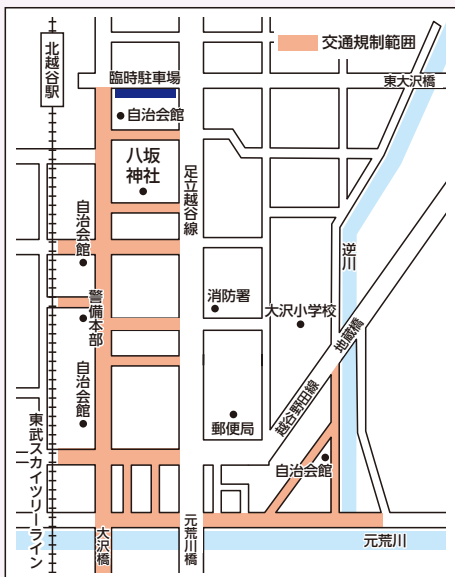 交通規制範囲
北越谷駅
臨時駐車場
東大沢橋
自治会館
八坂
神社
足立越谷線
自治会館
逆川
消防署
大沢小学校
警備本部
地蔵橋
自治会館
越谷野田線
郵便局
東武スカイツリーライン
自治会館
大沢橋
元荒川橋
元荒川